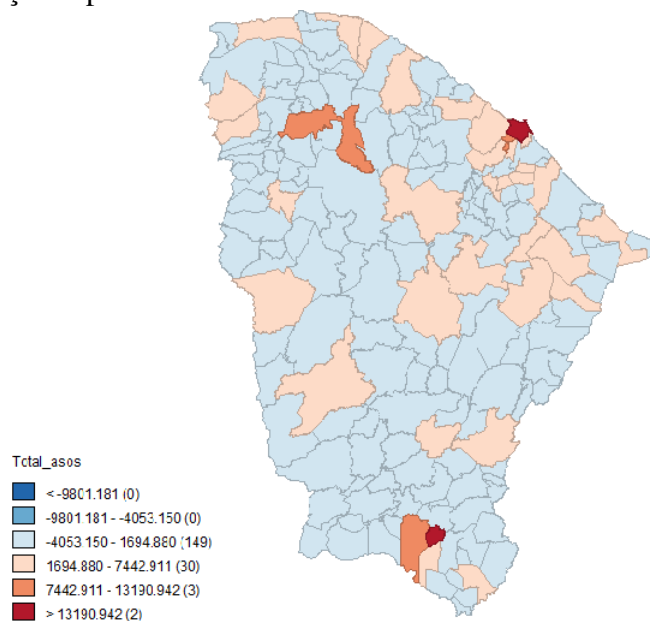 Tctal_asos
< -9801.181 (0)
-9801 181 - -4053.150 (0)
-4053.150 - 1694.880 (149)
1694.880 - 7442.911 (30)
7442.911 - 13190.942 (3)
> 13190.942 (2)